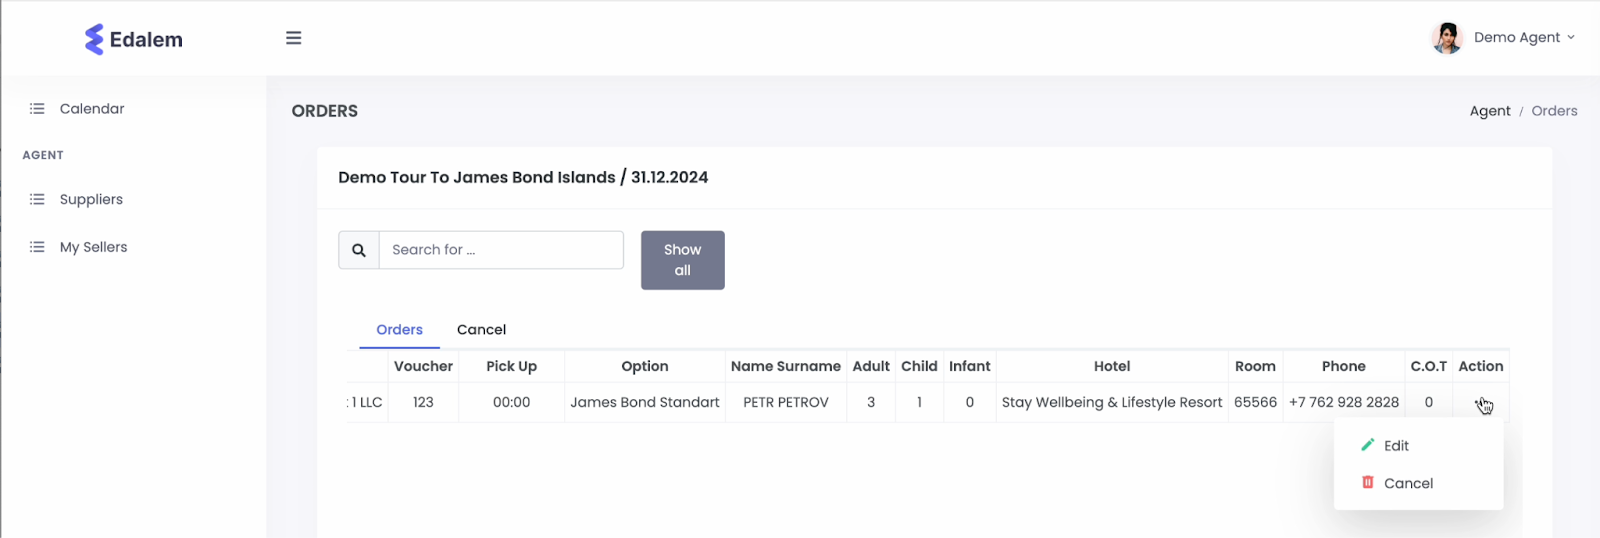 Edalem
Demo Agent
Calendar
AGENT
Suppliers
My Sellers
ORDERS
Agent / Orders
Demo Tour To James Bond Islands / 31.12.2024
Search for ...
Show
all
Orders Cancel
Voucher Pick Up Option Name Surname Adult Child Infant Hotel Room Phone C.O.T Action
1 LLC 123 00:00 James Bond Standart PETR PETROV 3 1 0 Stay Wellbeing & Lifestyle Resort 65566 +7 762 928 2828 0
Edit
Cancel